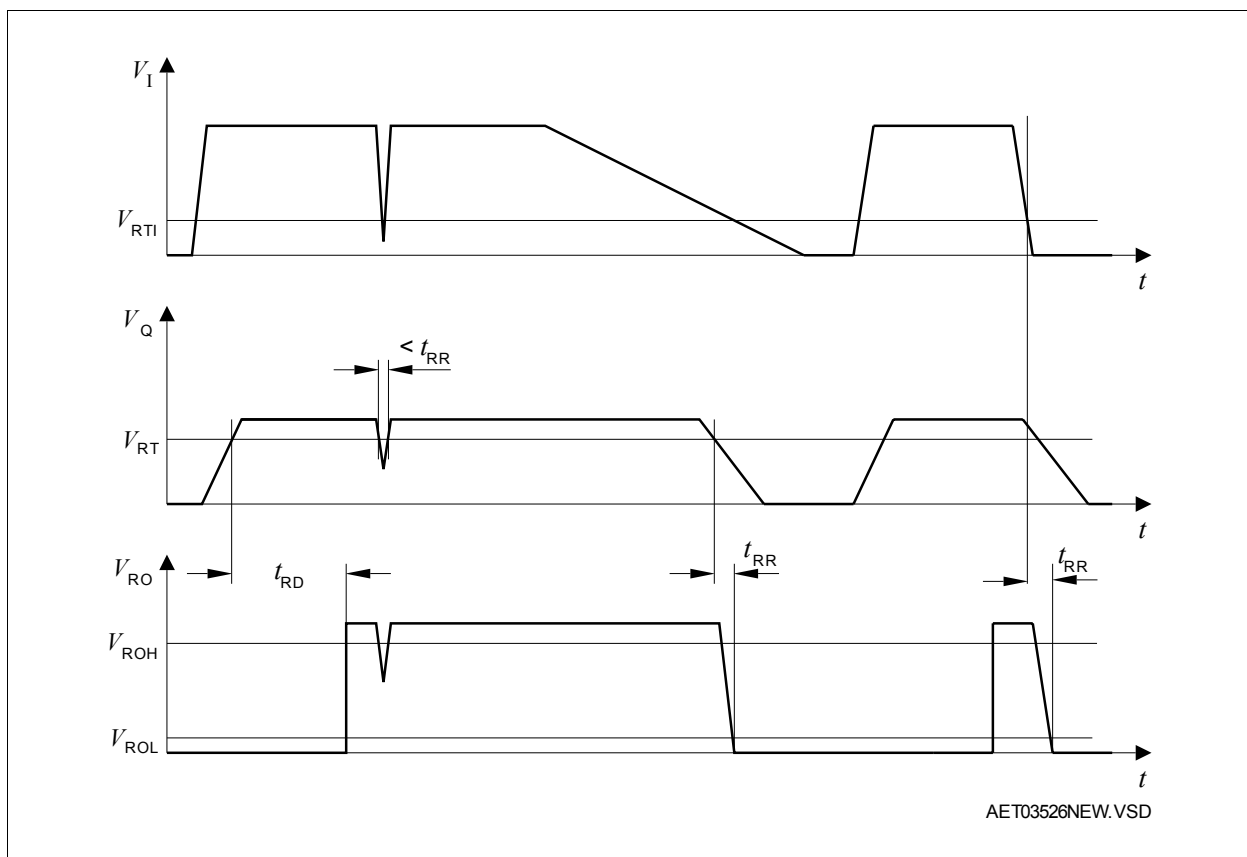 V_I
V_RTI
t
V_Q
< t_RR
V_RT
t
V_RO
t_RD
t_RR
t_RR
V_ROH
V_ROL
t
AET03526NEW.VSD